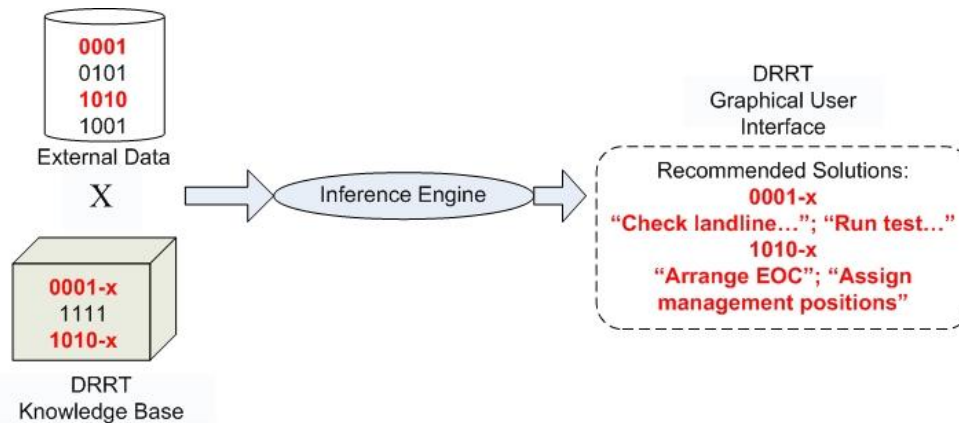 0001
0101
1010
1001
External Data
X
0001-x
1111
1010-x
DRRT
Knowledge Base
Inference Engine
DRRT
Graphical User
Interface
Recommended Solutions:
0001-x
“Check landline...”; “Run test...”
1010-x
“Arrange EOC”; “Assign
management positions”